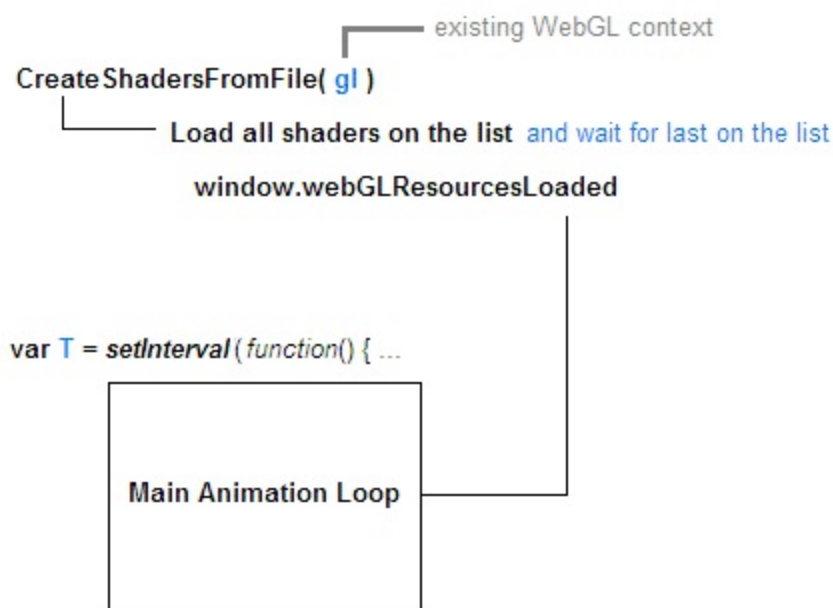 existing WebGL context
CreateShadersFromFile( gl )
Load all shaders on the list and wait for last on the list
window.webGLResourcesLoaded
var T = setInterval( function() { ...
Main Animation Loop